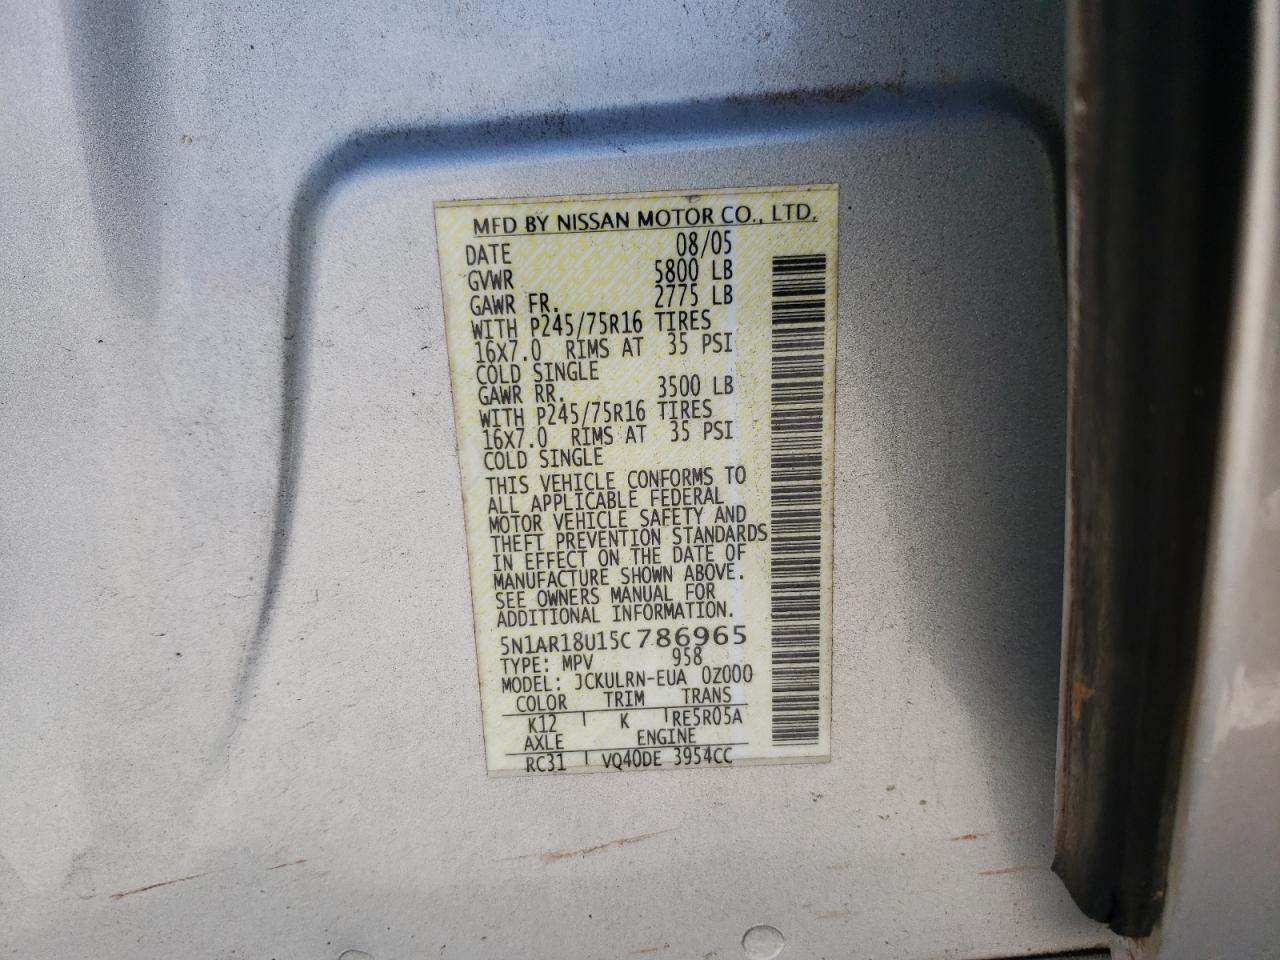 MFD BY NISSAN MOTOR CO., LTD.
DATE 08/05
GVWR 5800 LB
GAWR FR. 2775 LB
WITH P245/75R16 TIRES
16X7.0 RIMS AT 35 PSI
COLD SINGLE
GAWR RR. 3500 LB
WITH P245/75R16 TIRES
16X7.0 RIMS AT 35 PSI
COLD SINGLE
THIS VEHICLE CONFORMS TO
ALL APPLICABLE FEDERAL
MOTOR VEHICLE SAFETY AND
THEFT PREVENTION STANDARDS
IN EFFECT ON THE DATE OF
MANUFACTURE SHOWN ABOVE.
SEE OWNERS MANUAL FOR
ADDITIONAL INFORMATION.
5N1AR18U15C786965
TYPE: MPV 958
MODEL: JCKULRN-EUA 0Z000
COLOR TRIM TRANS
K12 K RE5R05A
AXLE ENGINE
RC31 VQ40DE 3954CC